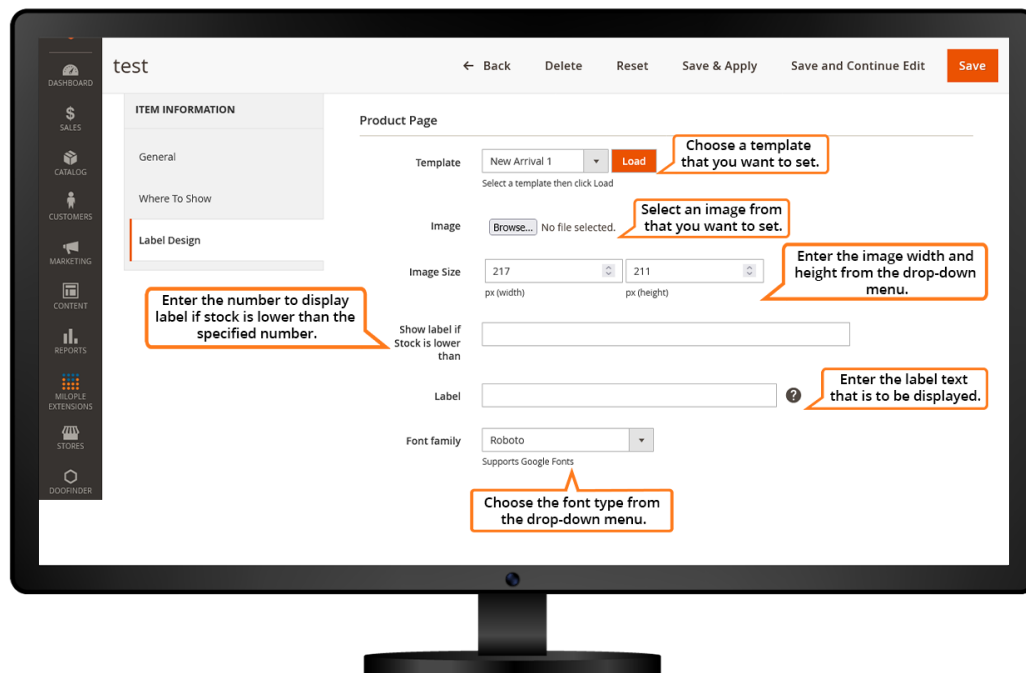 test
← Back
Delete
Reset
Save & Apply
Save and Continue Edit
Save
DASHBOARD
$
SALES
CATALOG
CUSTOMERS
MARKETING
CONTENT
REPORTS
MILOPLE
EXTENSIONS
STORES
DOOFINDER
ITEM INFORMATION
General
Where To Show
Label Design
Product Page
Template
New Arrival 1
Load
Select a template then click Load
Choose a template
that you want to set.
Image
Browse... No file selected.
Select an image from
that you want to set.
Image Size
217
px (width)
211
px (height)
Enter the image width and
height from the drop-down
menu.
Enter the number to display
label if stock is lower than the
specified number.
Show label if
Stock is lower
than
Label
?
Enter the label text
that is to be displayed.
Font family
Roboto
Supports Google Fonts
Choose the font type from
the drop-down menu.